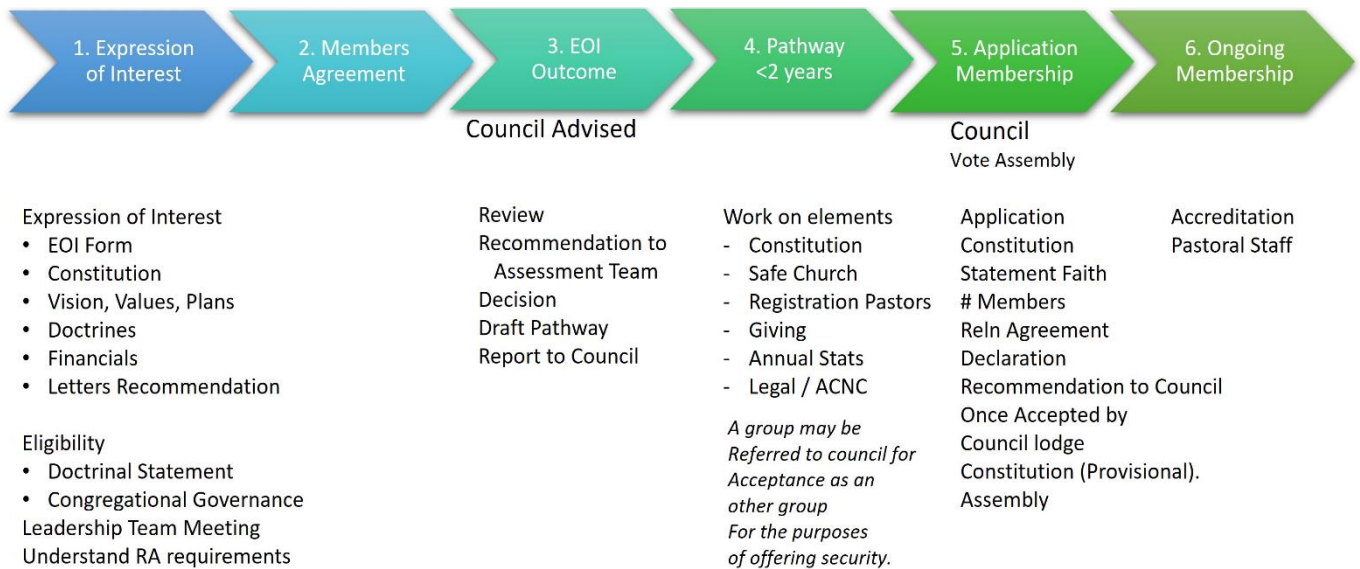 1. Expression
of Interest
2. Members
Agreement
3. EOI
Outcome
4. Pathway
<2 years
5. Application
Membership
6. Ongoing
Membership
Council Advised
Council
Vote Assembly
Expression of Interest
• EOI Form
• Constitution
• Vision, Values, Plans
• Doctrines
• Financials
• Letters Recommendation
Eligibility
• Doctrinal Statement
• Congregational Governance
Leadership Team Meeting
Understand RA requirements
Review
Recommendation to
Assessment Team
Decision
Draft Pathway
Report to Council
Work on elements
- Constitution
- Safe Church
- Registration Pastors
- Giving
- Annual Stats
- Legal / ACNC
A group may be
Referred to council for
Acceptance as an
other group
For the purposes
of offering security.
Application
Constitution
Statement Faith
# Members
Reln Agreement
Declaration
Recommendation to Council
Once Accepted by
Council lodge
Constitution (Provisional).
Assembly
Accreditation
Pastoral Staff